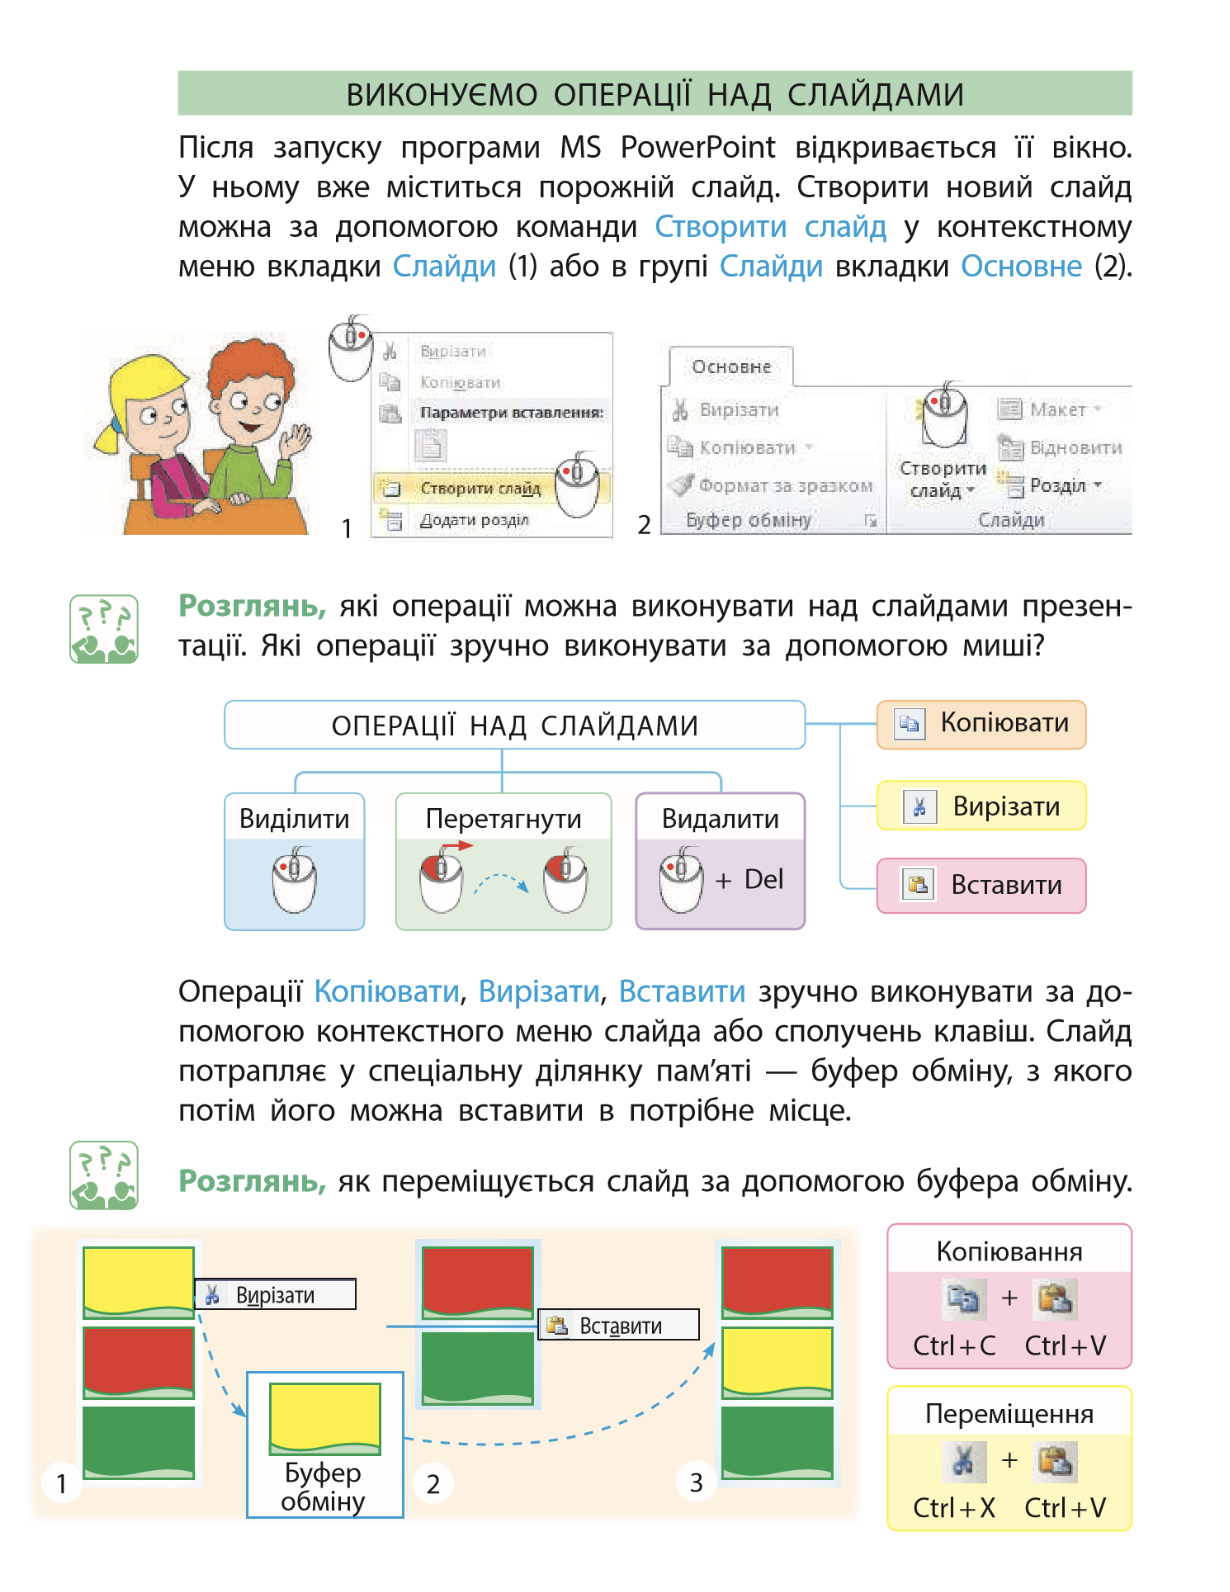 ВИКОНУЄМО ОПЕРАЦІЇ НАД СЛАЙДАМИ
Після запуску програми MS PowerPoint відкривається її вікно.
У ньому вже міститься порожній слайд. Створити новий слайд
можна за допомогою команди Створити слайд у контекстному
меню вкладки Слайди (1) або в групі Слайди вкладки Основне (2).
Вирізати
Копіювати
Параметри вставлення:
Створити слайд
Додати розділ
1
Основне
Вирізати
Копіювати
Формат за зразком
Буфер обміну
Створити
слайд
Макет
Відновити
Розділ
Слайди
2
Розглянь, які операції можна виконувати над слайдами презен-
тації. Які операції зручно виконувати за допомогою миші?
ОПЕРАЦІЇ НАД СЛАЙДАМИ
Виділити
Перетягнути
Видалити
+ Del
Копіювати
Вирізати
Вставити
Операції Копіювати, Вирізати, Вставити зручно виконувати за до-
помогою контекстного меню слайда або сполучень клавіш. Слайд
потрапляє у спеціальну ділянку пам’яті — буфер обміну, з якого
потім його можна вставити в потрібне місце.
? ? ?
? ? ?
Розглянь, як переміщується слайд за допомогою буфера обміну.
Вирізати
Буфер
обміну
1
Вставити
2
3
Копіювання
+
Ctrl+C Ctrl+V
Переміщення
+
Ctrl+X Ctrl+V